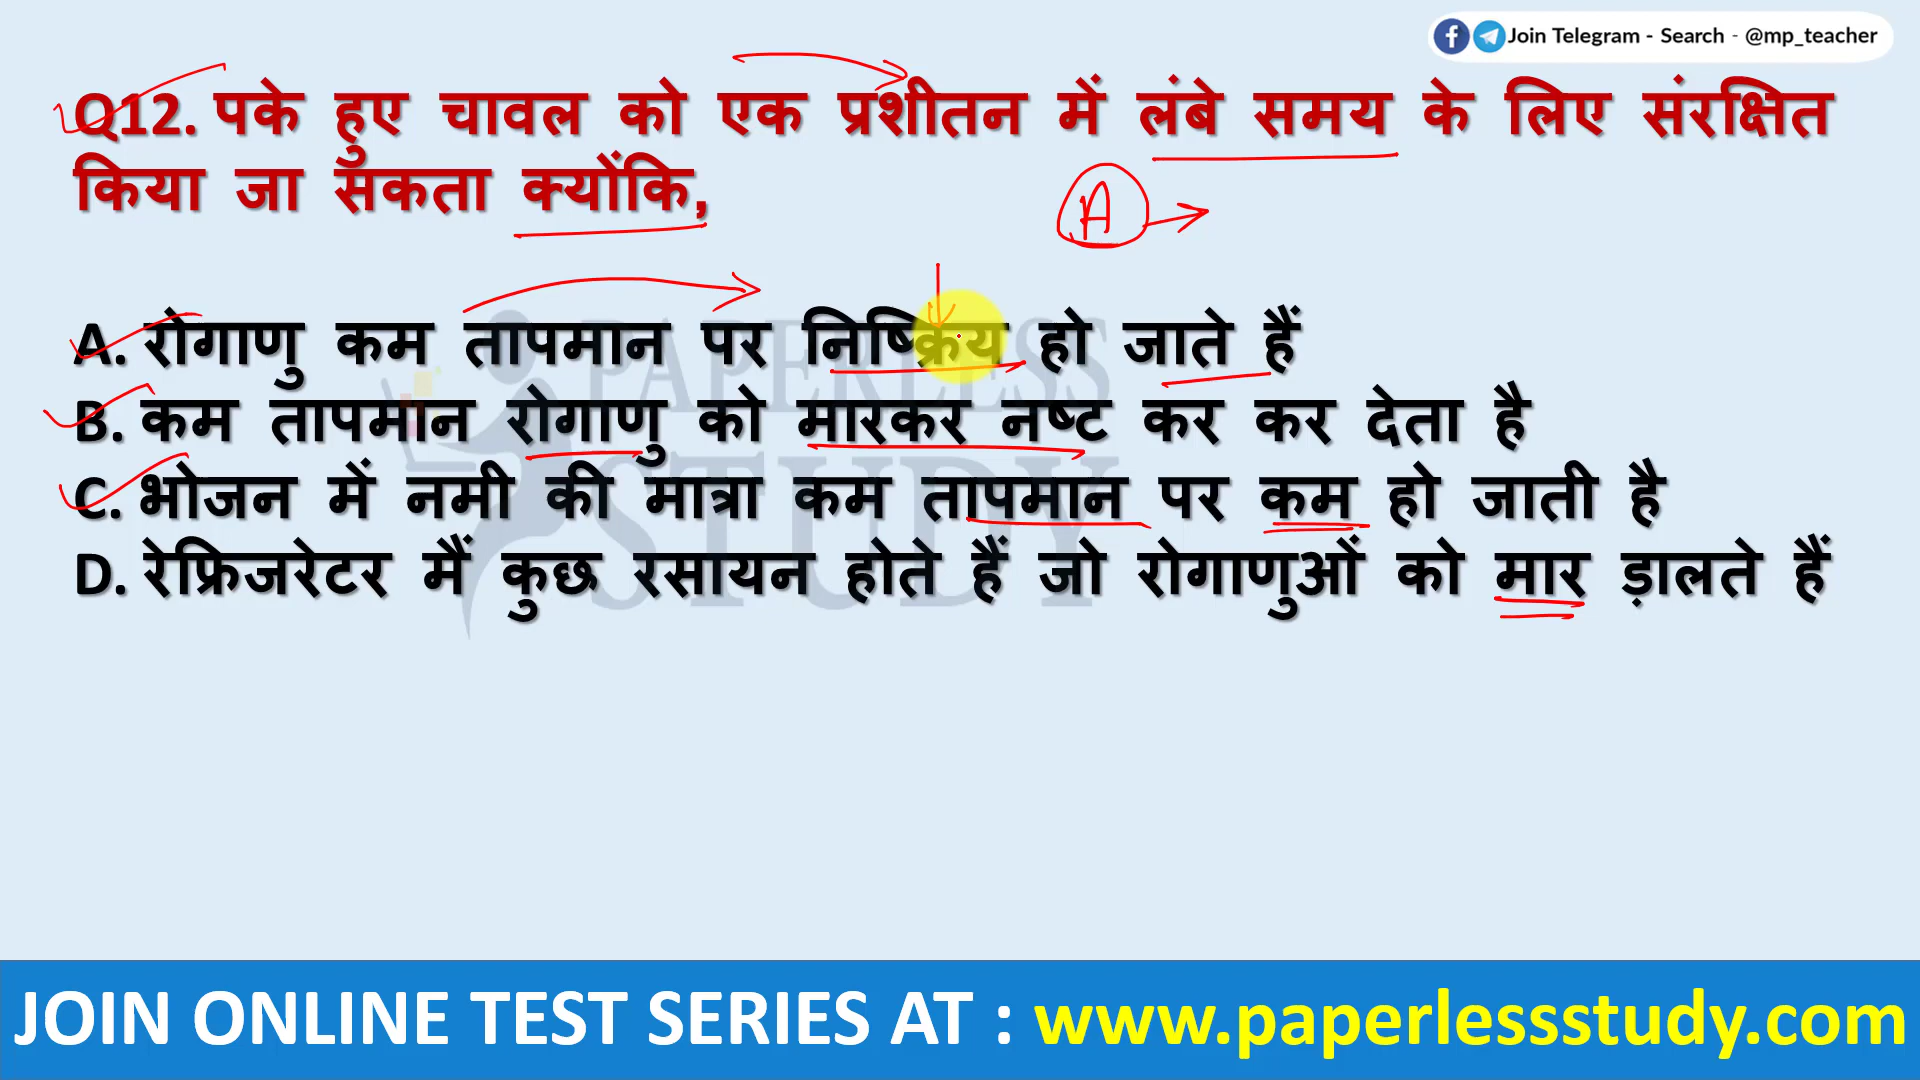 Join Telegram - Search - @mp_teacher
Q12. पके हुए चावल को एक प्रशीतन में लंबे समय के लिए संरक्षित
किया जा सकता क्योंकि,
A
A. रोगाणु कम तापमान पर निष्क्रिय हो जाते हैं
B. कम तापमान रोगाणु को मारकर नष्ट कर कर देता है
C. भोजन में नमी की मात्रा कम तापमान पर कम हो जाती है
D. रेफ्रिजरेटर मैं कुछ रसायन होते हैं जो रोगाणुओं को मार ड़ालते हैं
PAPERLESS
STUDY
JOIN ONLINE TEST SERIES AT : www.paperlessstudy.com